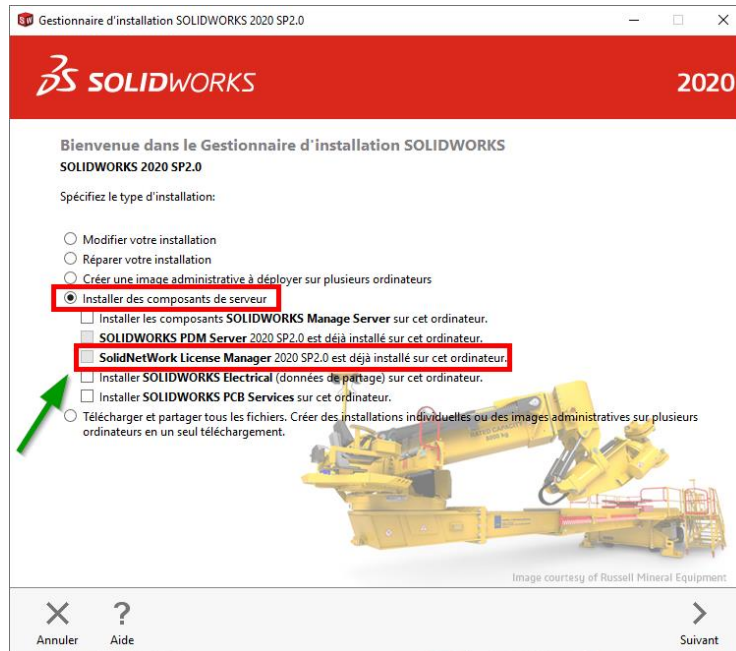 Gestionnaire d'installation SOLIDWORKS 2020 SP2.0
SOLIDWORKS
2020
Bienvenue dans le Gestionnaire d'installation SOLIDWORKS
SOLIDWORKS 2020 SP2.0
Spécifiez le type d'installation:
Modifier votre installation
Réparer votre installation
Créer une image administrative à déployer sur plusieurs ordinateurs
Installer des composants de serveur
Installer les composants SOLIDWORKS Manage Server sur cet ordinateur.
SOLIDWORKS PDM Server 2020 SP2.0 est déjà installé sur cet ordinateur.
SolidNetWork License Manager 2020 SP2.0 est déjà installé sur cet ordinateur.
Installer SOLIDWORKS Electrical (données de partage) sur cet ordinateur.
Installer SOLIDWORKS PCB Services sur cet ordinateur.
Télécharger et partager tous les fichiers. Créer des installations individuelles ou des images administratives sur plusieurs
ordinateurs en un seul téléchargement.
RATED CAPACITY
Image courtesy of Russell Mineral Equipment
Annuler
Aide
Suivant